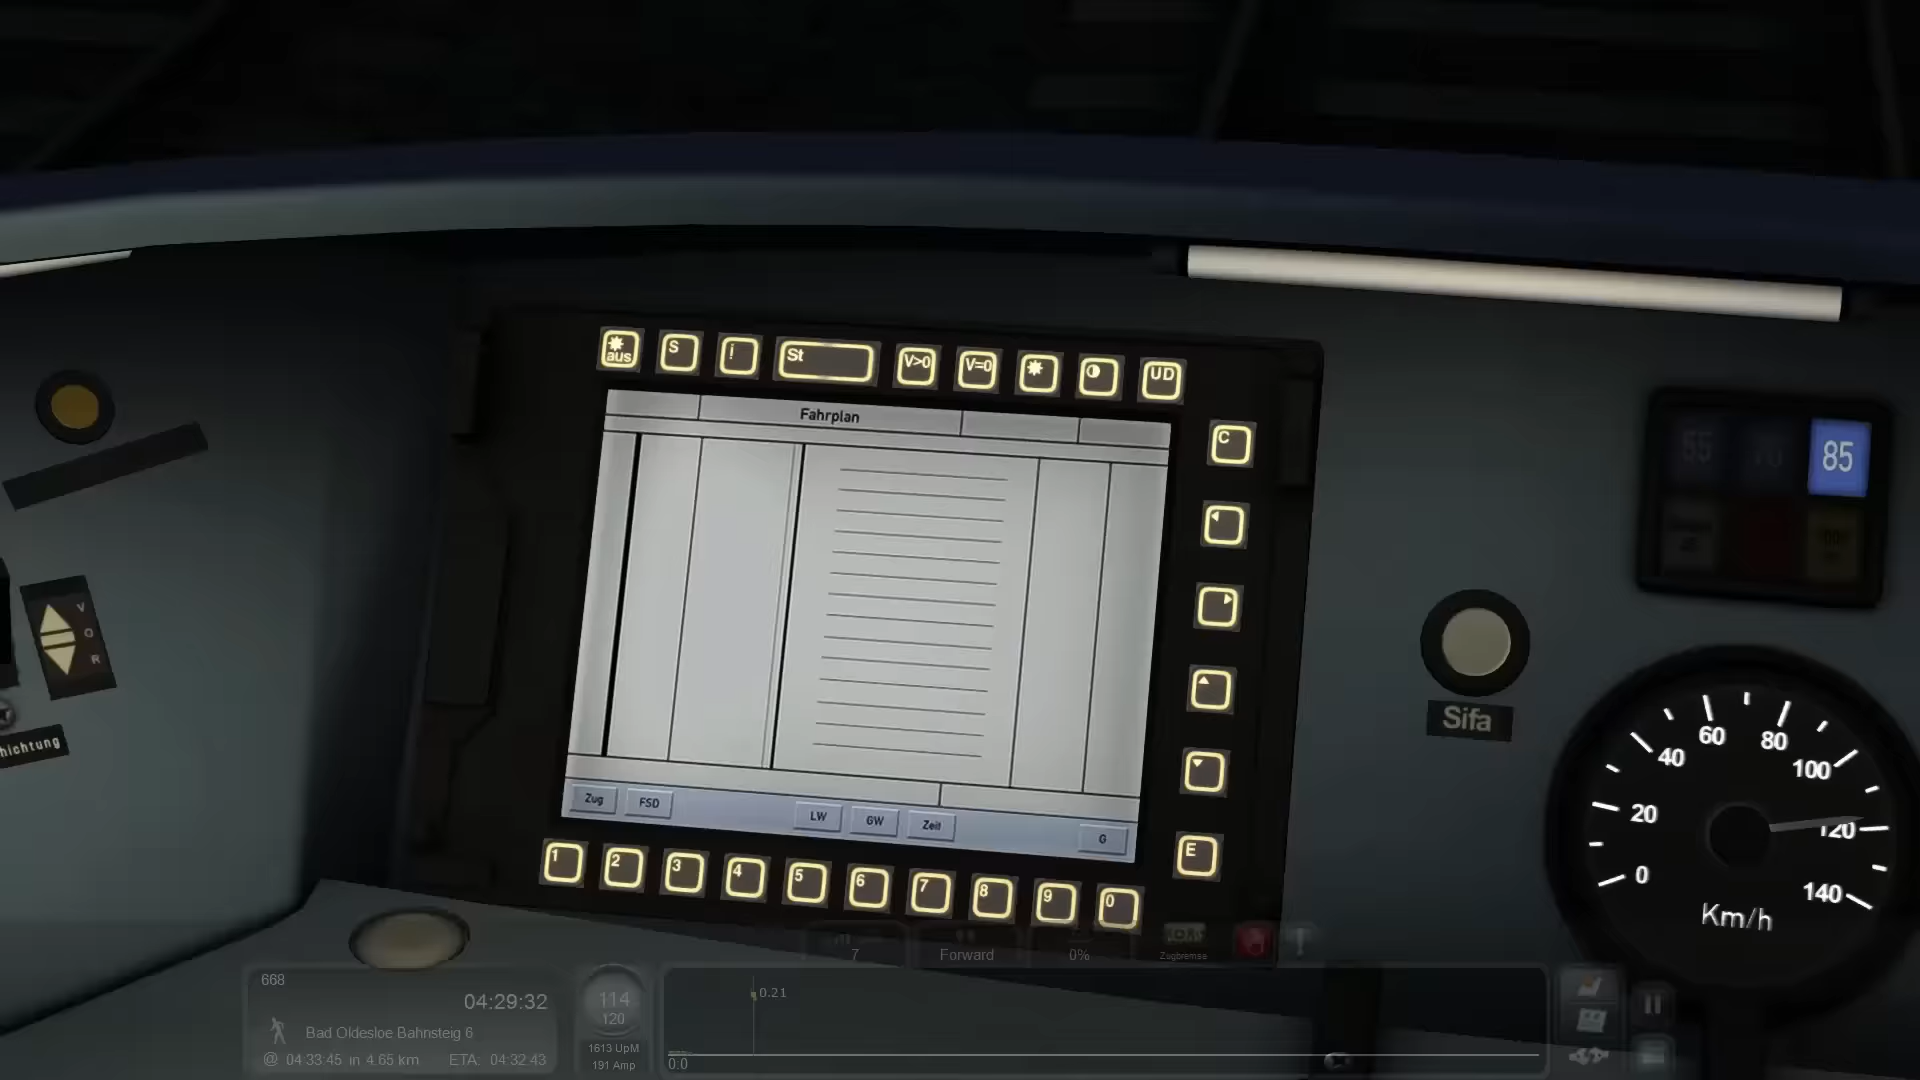 aus S ! St V>0 V=0 UD
Fahrplan
C
85
V
O
R
Sifa
hichtung
Zug FSD LW GW Zeit G
E
1 2 3 4 5 6 7 8 9 0
0 20 40 60 80 100 120 140
Km/h
7 Forward 0% Zugbremse
668
04:29:32
Bad Oldesloe Bahnsteig 6
@ 04:33:45 in 4.65 km ETA: 04:32:43
114
120
1613 UpM
191 Amp
0.21
0:0